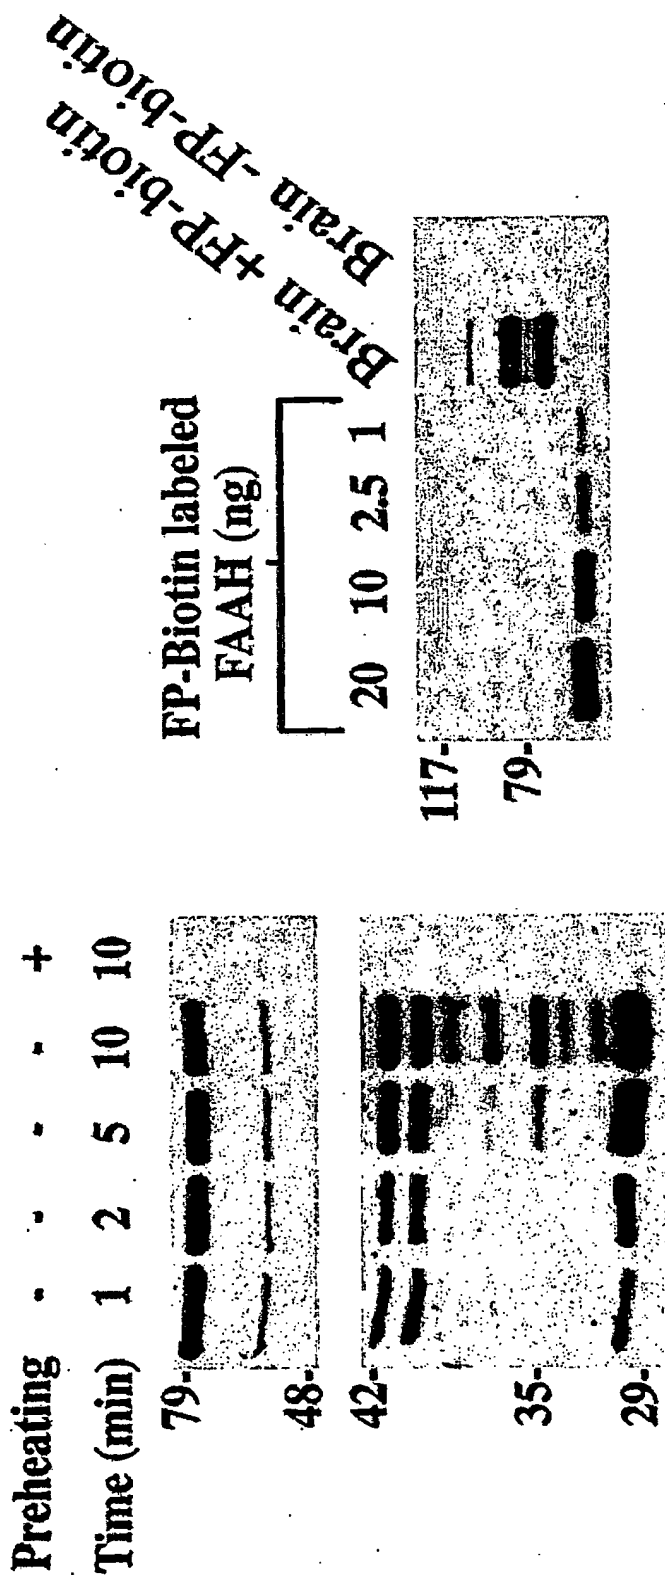 Preheating - - - - +
Time (min) 1 2 5 10 10
79-
48-
42-
35-
29-
FP-Biotin labeled
FAAH (ng)
20 10 2.5 1
Brain +FP-biotin
Brain -FP-biotin
117-
79-